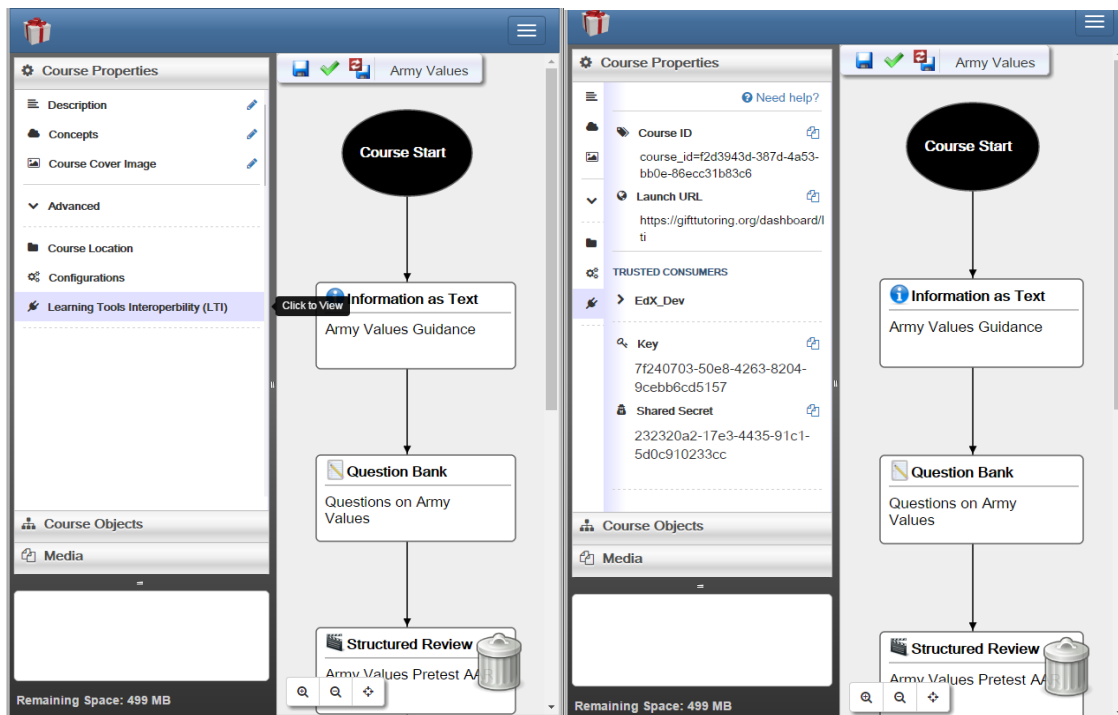 Course Properties
Description
Concepts
Course Cover Image
Advanced
Course Location
Configurations
Learning Tools Interoperbility (LTI)
Click to View
Course Objects
Media
Remaining Space: 499 MB
Army Values
Course Start
Information as Text
Army Values Guidance
Question Bank
Questions on Army
Values
Structured Review
Army Values Pretest AAR
Course Properties
Need help?
Course ID
course_id=f2d3943d-387d-4a53-
bb0e-86ecc31b83c6
Launch URL
https://gifttutoring.org/dashboard/l
ti
TRUSTED CONSUMERS
EdX_Dev
Key
7f240703-50e8-4263-8204-
9cebb6cd5157
Shared Secret
232320a2-17e3-4435-91c1-
5d0c910233cc
Course Objects
Media
Remaining Space: 499 MB
Army Values
Course Start
Information as Text
Army Values Guidance
Question Bank
Questions on Army
Values
Structured Review
Army Values Pretest AAR